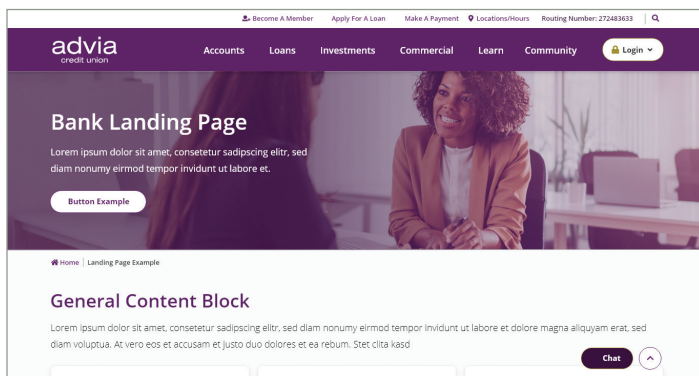 Become A Member Apply For A Loan Make A Payment Locations/Hours Routing Number: 272483633
advia
credit union
Accounts Loans Investments Commercial Learn Community Login
Bank Landing Page
Lorem ipsum dolor sit amet, consetetur sadipscing elitr, sed
diam nonumy eirmod tempor invidunt ut labore et.
Button Example
Home | Landing Page Example
General Content Block
Lorem ipsum dolor sit amet, consetetur sadipscing elitr, sed diam nonumy eirmod tempor invidunt ut labore et dolore magna aliquyam erat, sed
diam voluptua. At vero eos et accusam et justo duo dolores et ea rebum. Stet clita kasd
Chat